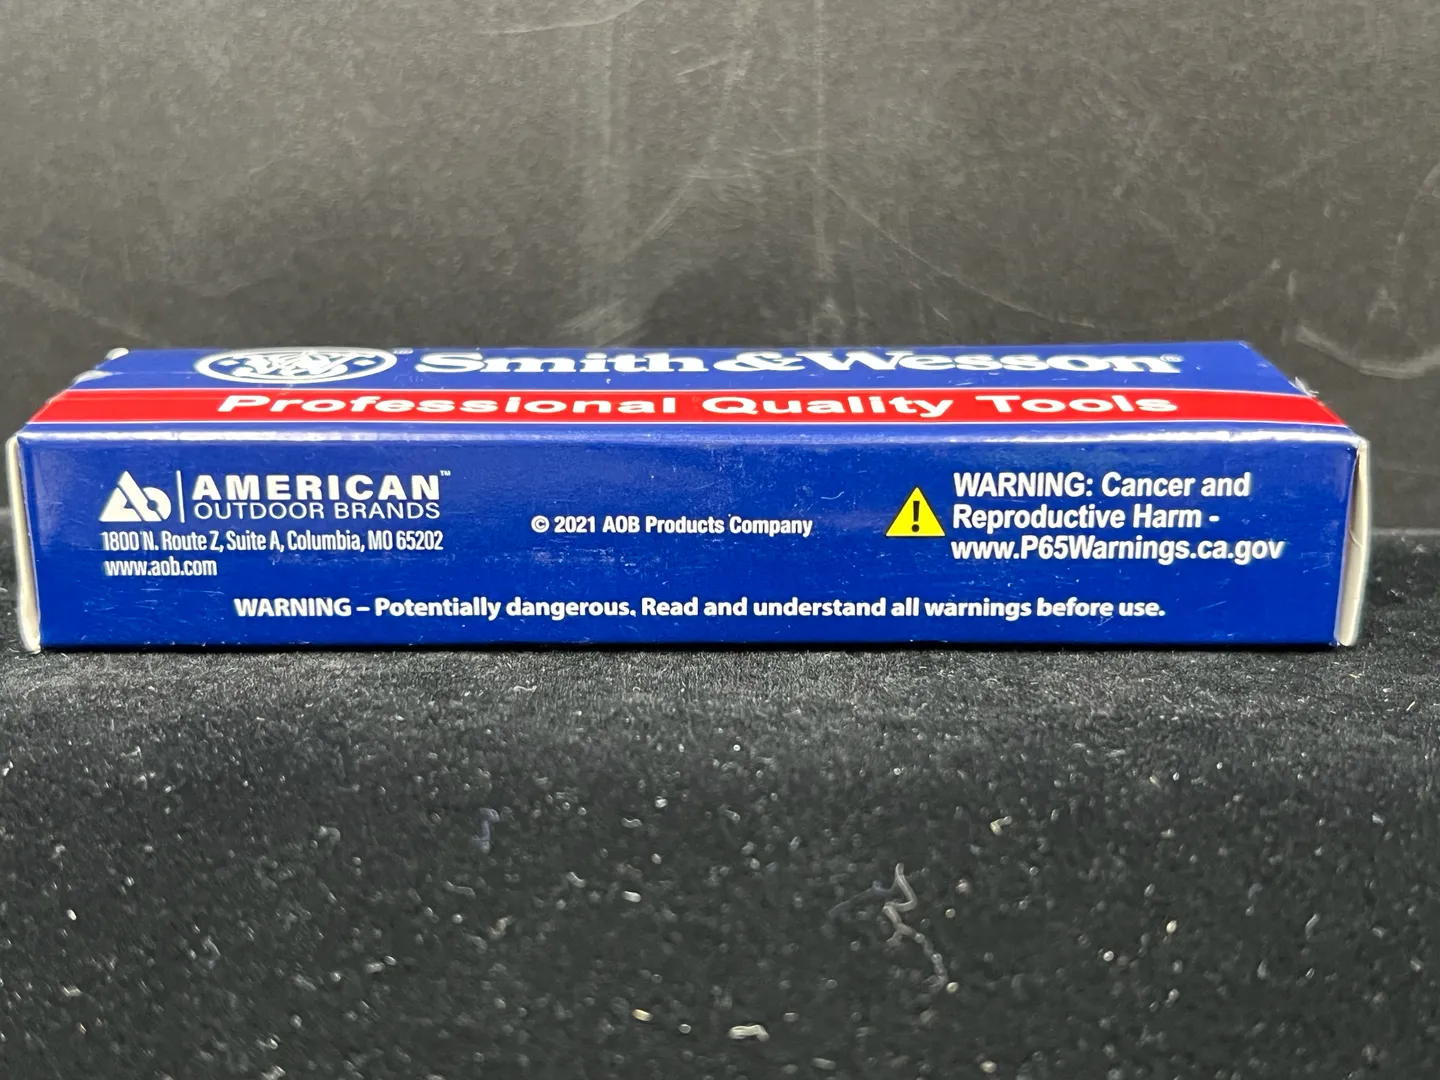 Smith & Wesson®
Professional Quality Tools
AMERICAN™
OUTDOOR BRANDS
1800 N. Route Z, Suite A, Columbia, MO 65202
www.aob.com
© 2021 AOB Products Company
WARNING: Cancer and
Reproductive Harm -
www.P65Warnings.ca.gov
WARNING – Potentially dangerous. Read and understand all warnings before use.